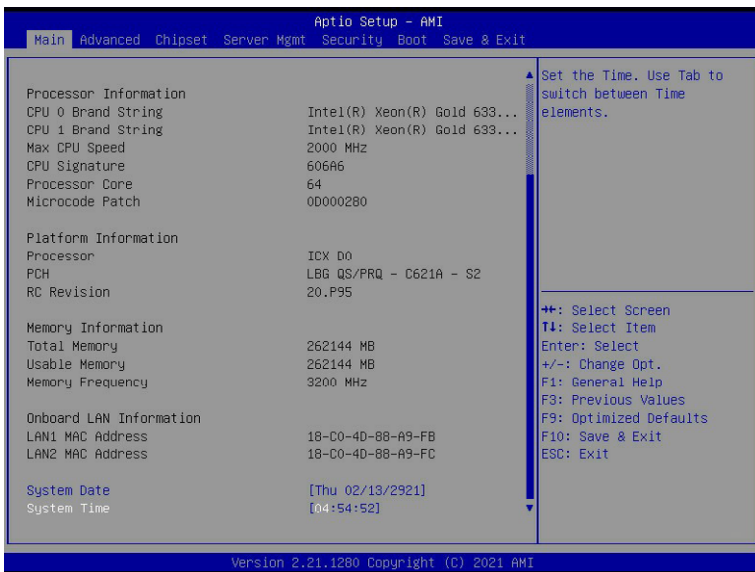 Aptio Setup - AMI
Main Advanced Chipset Server Mgmt Security Boot Save & Exit
Processor Information
CPU 0 Brand String Intel(R) Xeon(R) Gold 633...
CPU 1 Brand String Intel(R) Xeon(R) Gold 633...
Max CPU Speed 2000 MHz
CPU Signature 606A6
Processor Core 64
Microcode Patch 0D000280
Platform Information
Processor ICX D0
PCH LBG QS/PRQ - C621A - S2
RC Revision 20.P95
Memory Information
Total Memory 262144 MB
Usable Memory 262144 MB
Memory Frequency 3200 MHz
Onboard LAN Information
LAN1 MAC Address 18-C0-4D-88-A9-FB
LAN2 MAC Address 18-C0-4D-88-A9-FC
System Date [Thu 02/13/2921]
System Time [04:54:52]
Set the Time. Use Tab to
switch between Time
elements.
→←: Select Screen
↑↓: Select Item
Enter: Select
+/-: Change Opt.
F1: General Help
F3: Previous Values
F9: Optimized Defaults
F10: Save & Exit
ESC: Exit
Version 2.21.1280 Copyright (C) 2021 AMI